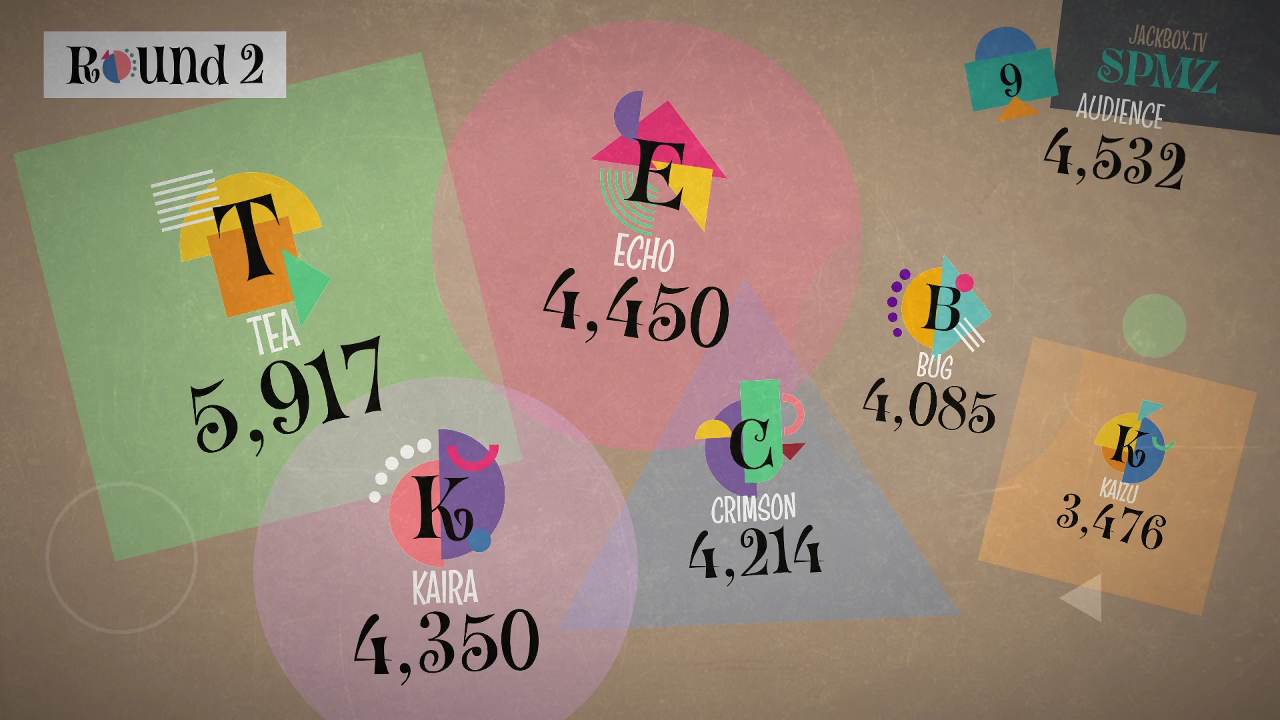 Round 2
JACKBOX.TV
SPMZ
9
AUDIENCE
4,532
T
TEA
5,917
E
ECHO
4,450
B
BUG
4,085
K
KAIRA
4,350
C
CRIMSON
4,214
K
KAIZU
3,476